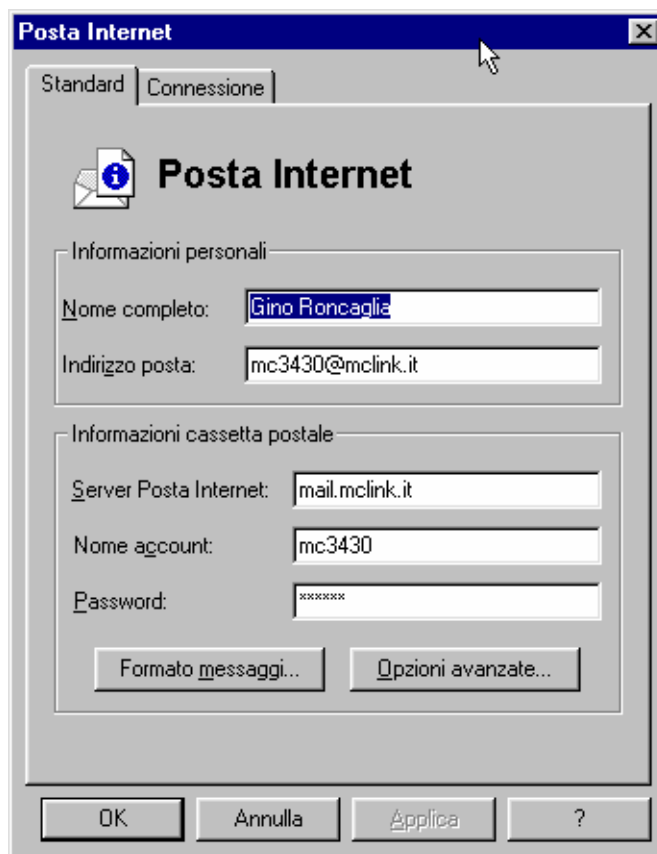 Posta Internet
Standard Connessione
Posta Internet
Informazioni personali
Nome completo: Gino Roncaglia
Indirizzo posta: mc3430@mclink.it
Informazioni cassetta postale
Server Posta Internet: mail.mclink.it
Nome account: mc3430
Password: ******
Formato messaggi... Opzioni avanzate...
OK Annulla Applica ?